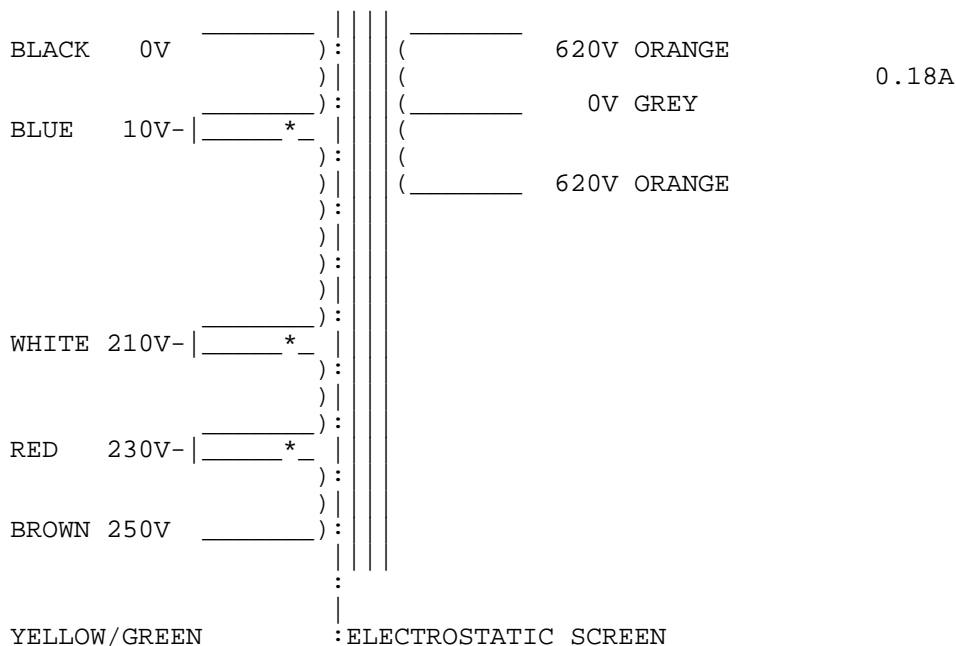 BLACK 0V 620V ORANGE
0.18A
0V GREY
BLUE 10V
620V ORANGE
WHITE 210V
RED 230V
BROWN 250V
YELLOW/GREEN ELECTROSTATIC SCREEN